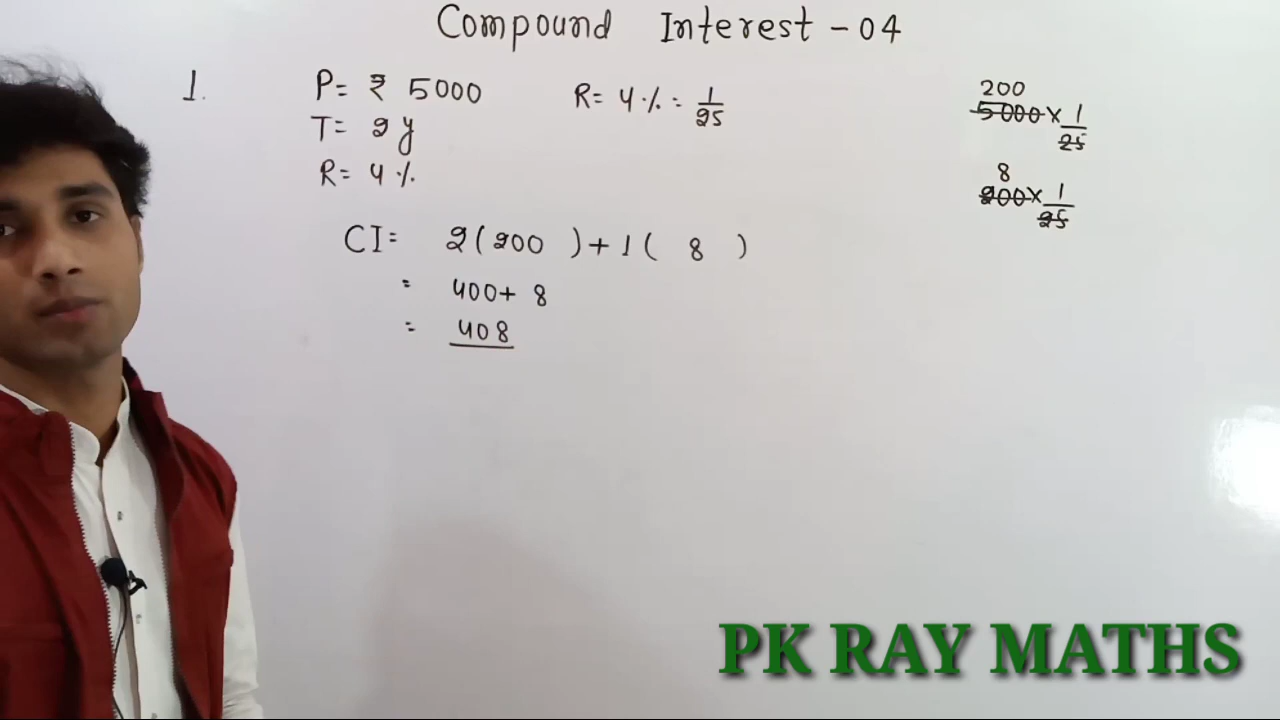 Compound Interest - 04
1. P= ₹ 5000 R= 4 % = 1/25
T= 2 y
R= 4 %
CI= 2 ( 200 ) + 1 ( 8 )
= 400 + 8
= 408
200
5000 × 1/25
8
200 × 1/25
PK RAY MATHS